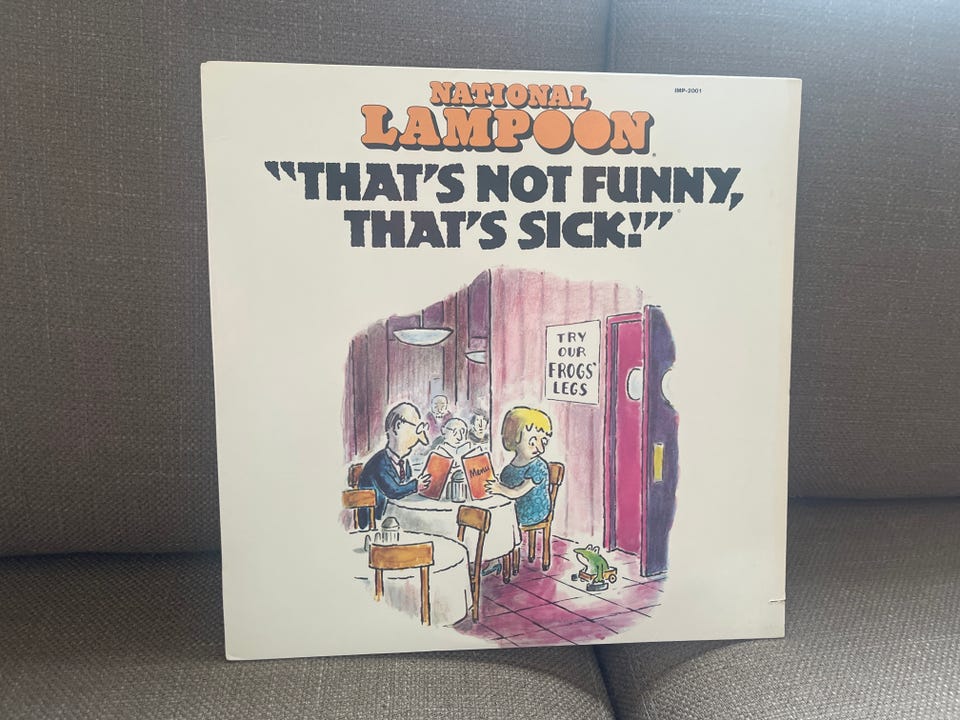 NATIONAL
IMP-2001
LAMPOON®
"THAT'S NOT FUNNY,
THAT'S SICK!"®
TRY
OUR
FROGS'
LEGS
Menu